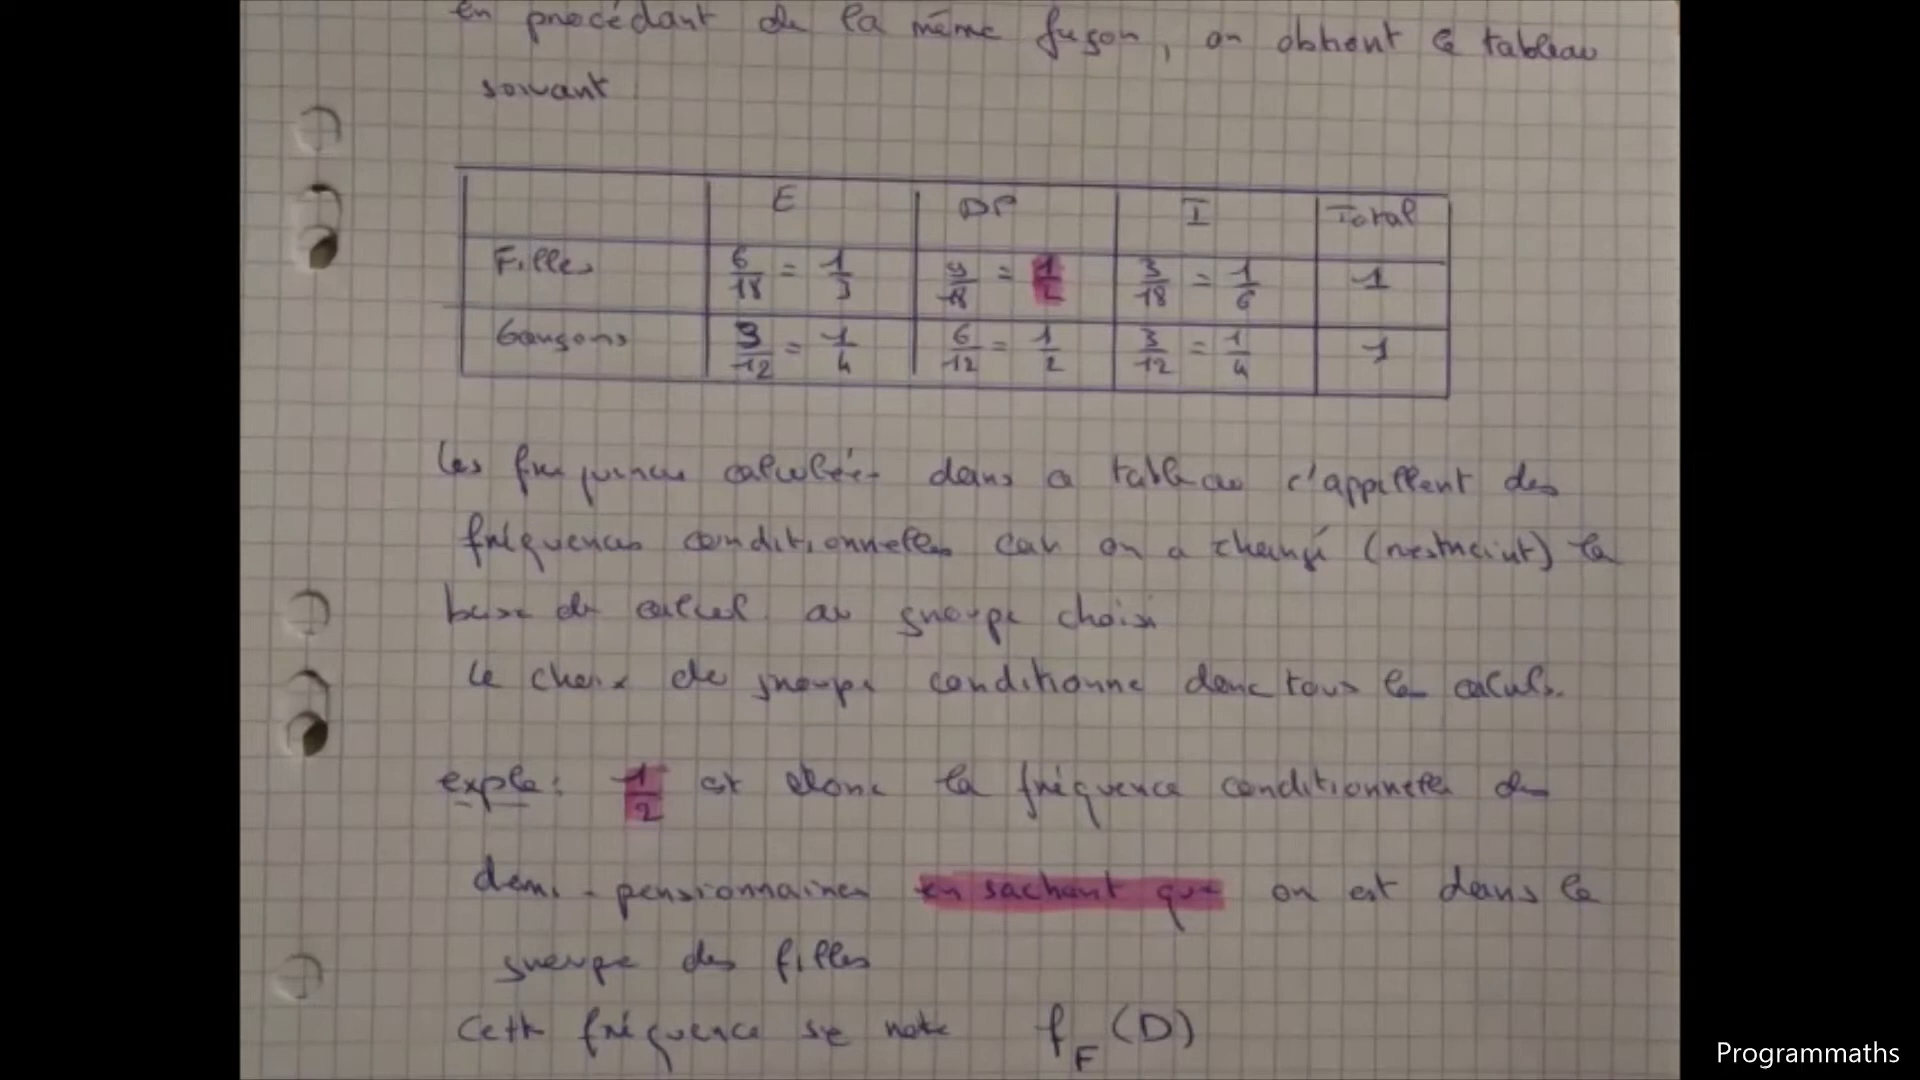 en procédant de la même façon, on obtient le tableau
suivant
E DP I Total
Filles 6/18 = 1/3 9/18 = 1/2 3/18 = 1/6 1
Garçons 3/12 = 1/4 6/12 = 1/2 3/12 = 1/4 1
Les fréquences calculées dans ce tableau s'appellent des
fréquences conditionnelles car on a changé (restreint) la
base de calcul au groupe choisi
Le choix de groupe conditionne donc tous les calculs.
exple : 1/2 est donc la fréquence conditionnelle de
demi-pensionnaires en sachant que on est dans le
groupe des filles
Cette fréquence se note f_F (D)
Programmaths